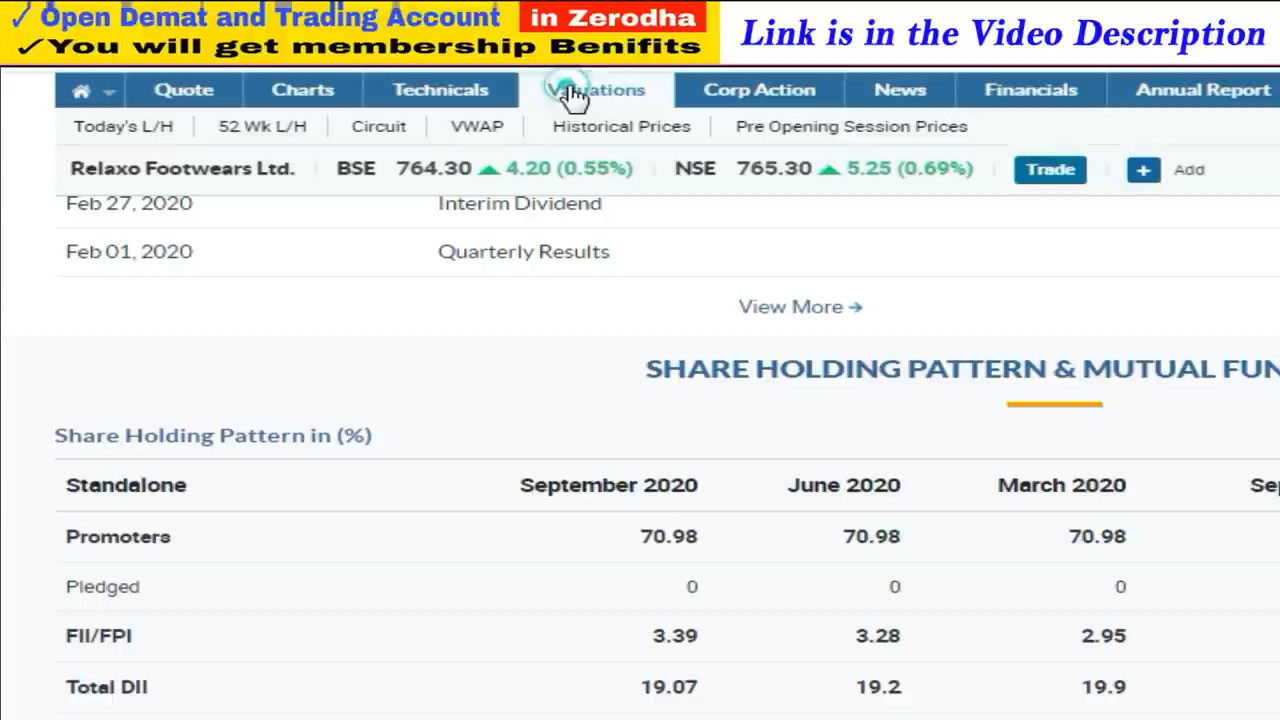 ✓ Open Demat and Trading Account in Zerodha
✓You will get membership Benifits
Link is in the Video Description
Quote Charts Technicals Valuations Corp Action News Financials Annual Report
Today's L/H 52 Wk L/H Circuit VWAP Historical Prices Pre Opening Session Prices
Relaxo Footwears Ltd. BSE 764.30 4.20 (0.55%) NSE 765.30 5.25 (0.69%) Trade + Add
Feb 27, 2020 Interim Dividend
Feb 01, 2020 Quarterly Results
View More →
SHARE HOLDING PATTERN & MUTUAL FUN
Share Holding Pattern in (%)
Standalone September 2020 June 2020 March 2020 Sep
Promoters 70.98 70.98 70.98
Pledged 0 0 0
FII/FPI 3.39 3.28 2.95
Total DII 19.07 19.2 19.9